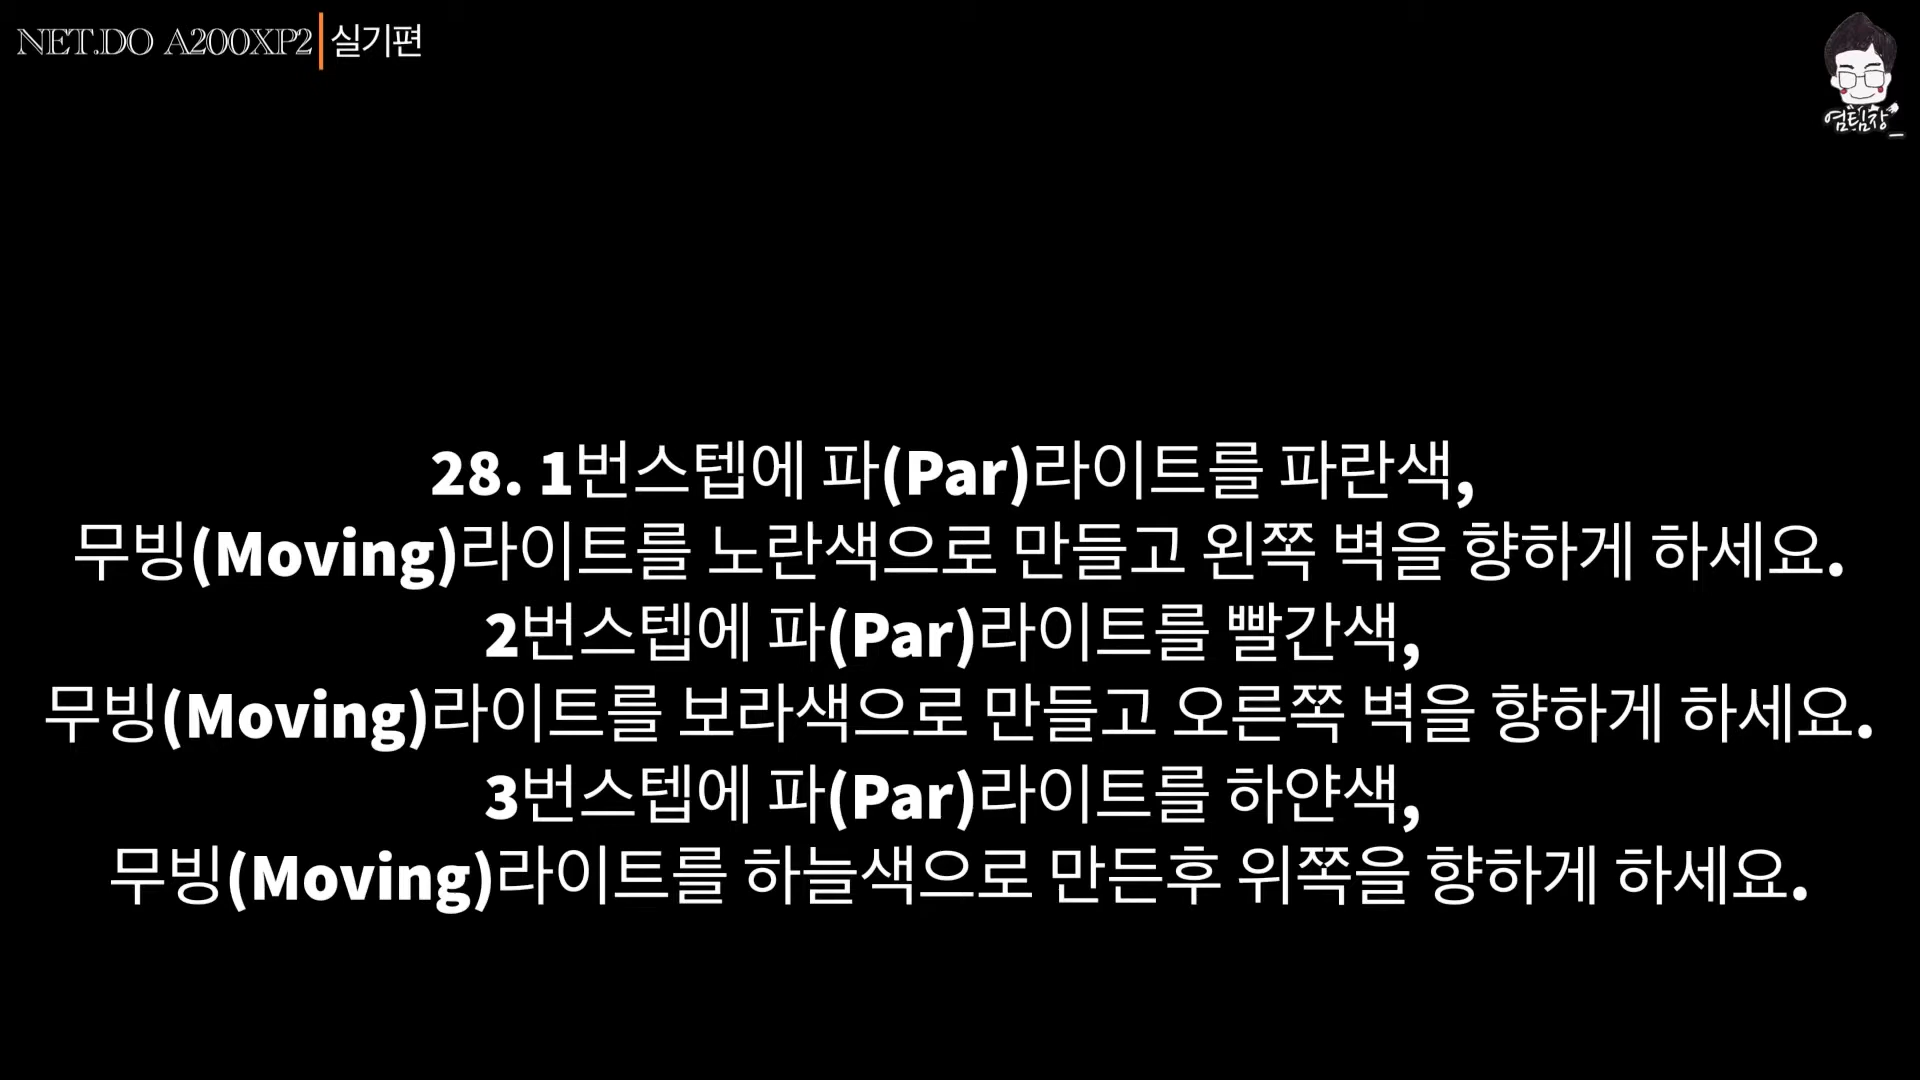 NET.DO A200XP2 실기편
염팀장
28. 1번스텝에 파(Par)라이트를 파란색,
무빙(Moving)라이트를 노란색으로 만들고 왼쪽 벽을 향하게 하세요.
2번스텝에 파(Par)라이트를 빨간색,
무빙(Moving)라이트를 보라색으로 만들고 오른쪽 벽을 향하게 하세요.
3번스텝에 파(Par)라이트를 하얀색,
무빙(Moving)라이트를 하늘색으로 만든후 위쪽을 향하게 하세요.